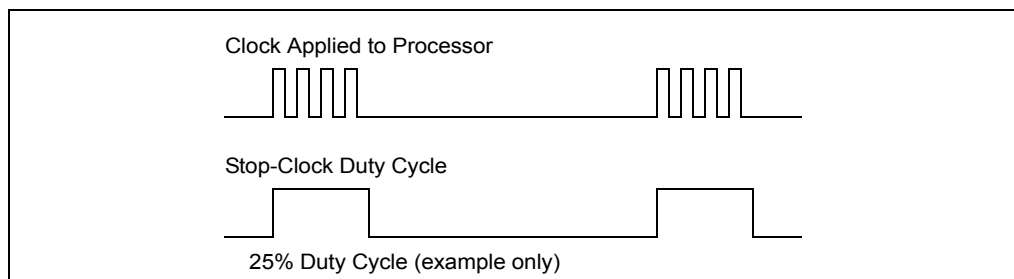 Clock Applied to Processor
Stop-Clock Duty Cycle
25% Duty Cycle (example only)